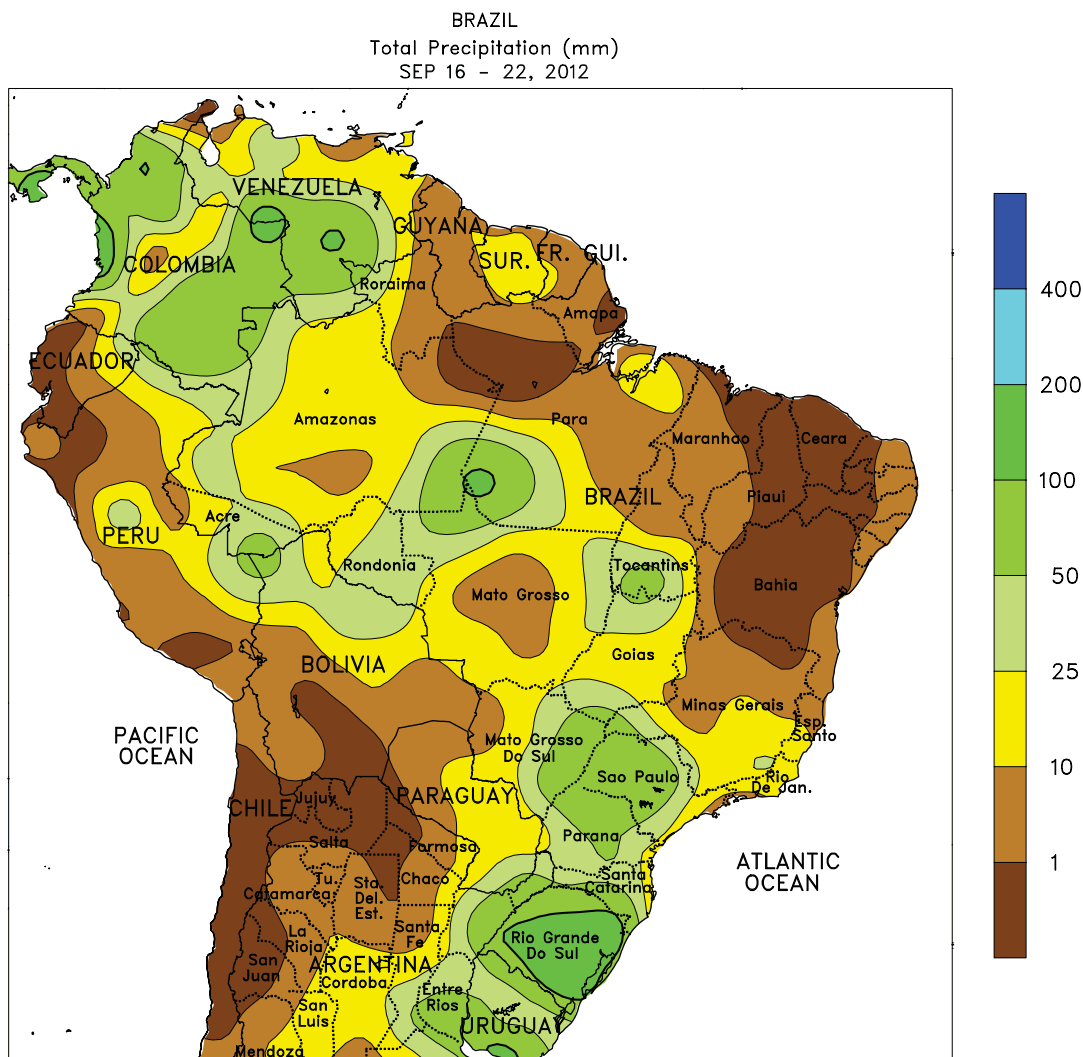 BRAZIL
Total Precipitation (mm)
SEP 16 - 22, 2012
VENEZUELA
GUYANA
FR. GUI.
SUR.
COLOMBIA
Roraima
Amapa
400
ECUADOR
200
Amazonas
Para
Maranhao
Ceara
100
BRAZIL
Piaui
Acre
PERU
Rondonia
Tocantins
50
Mato Grosso
Bahia
BOLIVIA
Goias
25
Minas Gerais
Esp.
Santo
PACIFIC
OCEAN
Mato Grosso
Do Sul
Sao Paulo
Rio
De Jan.
10
CHILE
Jujuy
PARAGUAY
Salta
Formosa
Parana
ATLANTIC
OCEAN
1
Tu.
Catamarca
Sta.
Del.
Est.
Chaco
Santa
Catarina
La
Rioja
Santa
Fe
Rio Grande
Do Sul
San
Juan
ARGENTINA
Cordoba
Entre
Rios
San
Luis
URUGUAY
Mendoza